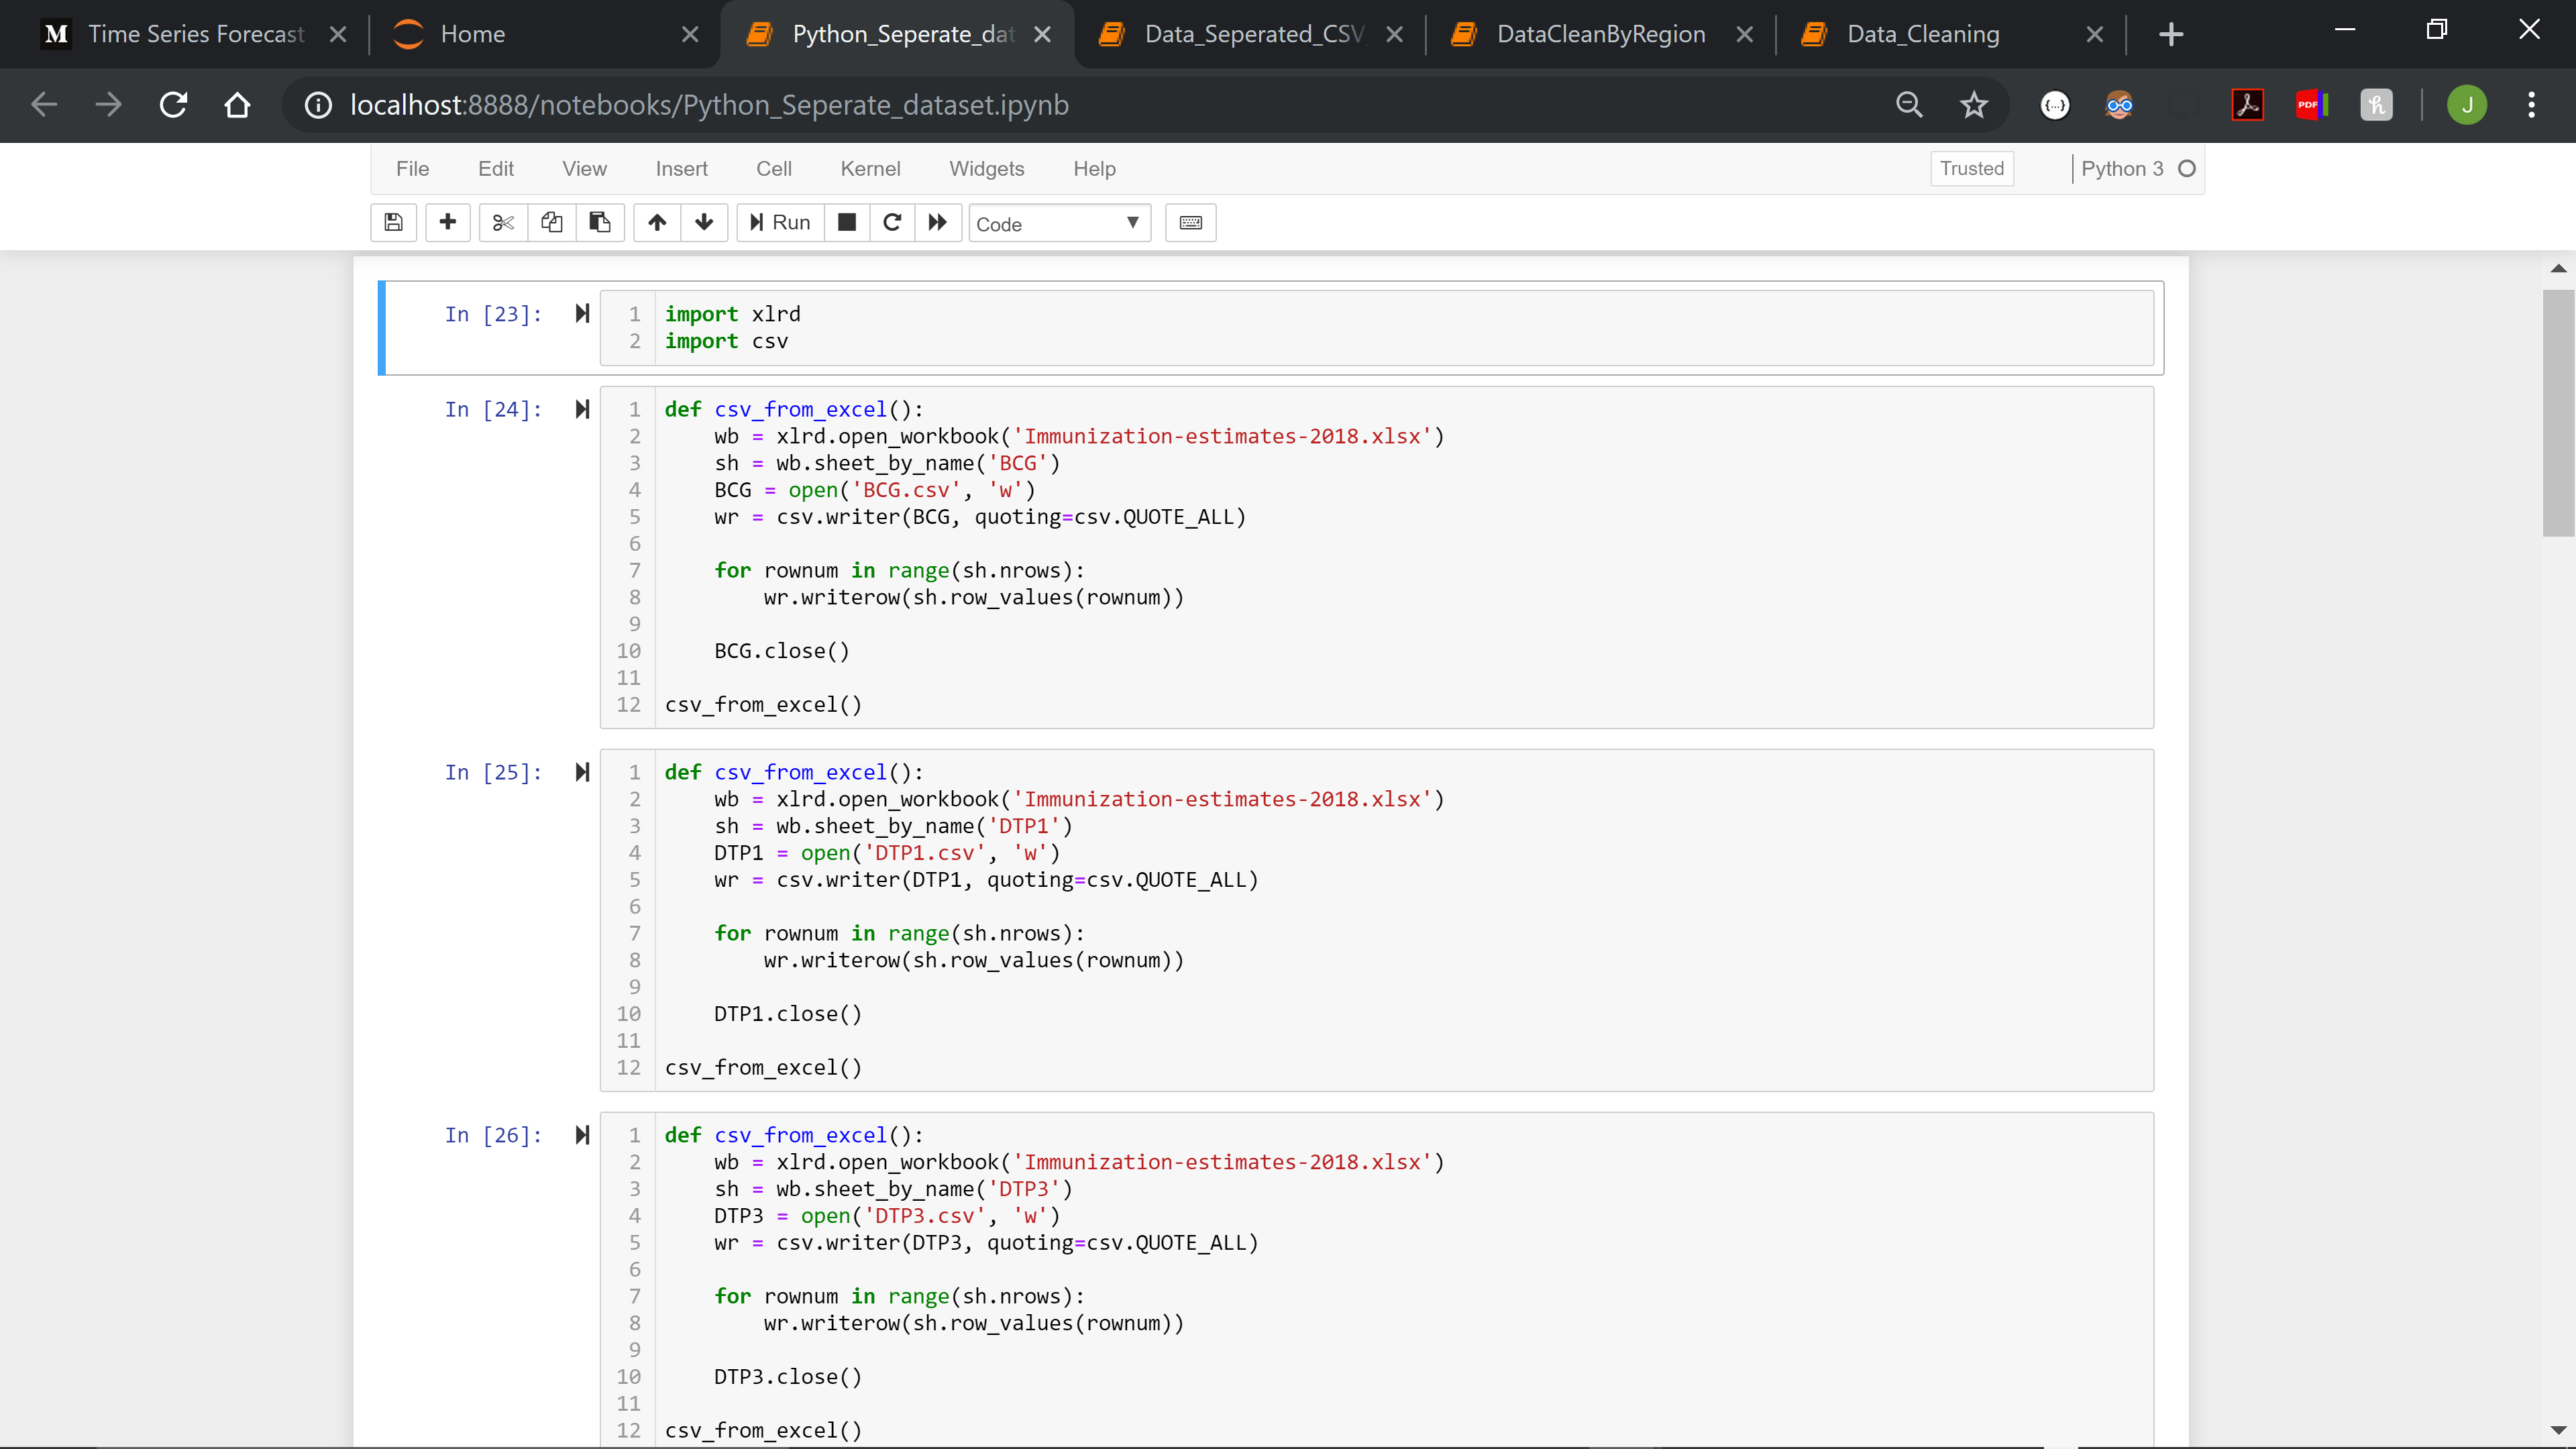 Time Series Forecast
Home
Python_Seperate_dat
Data_Seperated_CSV
DataCleanByRegion
Data_Cleaning
localhost:8888/notebooks/Python_Seperate_dataset.ipynb
PDF
J
File Edit View Insert Cell Kernel Widgets Help
Trusted
Python 3
Run
Code
In [23]:
1 import xlrd
2 import csv
In [24]:
1 def csv_from_excel():
2     wb = xlrd.open_workbook('Immunization-estimates-2018.xlsx')
3     sh = wb.sheet_by_name('BCG')
4     BCG = open('BCG.csv', 'w')
5     wr = csv.writer(BCG, quoting=csv.QUOTE_ALL)
6
7     for rownum in range(sh.nrows):
8         wr.writerow(sh.row_values(rownum))
9
10     BCG.close()
11
12 csv_from_excel()
In [25]:
1 def csv_from_excel():
2     wb = xlrd.open_workbook('Immunization-estimates-2018.xlsx')
3     sh = wb.sheet_by_name('DTP1')
4     DTP1 = open('DTP1.csv', 'w')
5     wr = csv.writer(DTP1, quoting=csv.QUOTE_ALL)
6
7     for rownum in range(sh.nrows):
8         wr.writerow(sh.row_values(rownum))
9
10     DTP1.close()
11
12 csv_from_excel()
In [26]:
1 def csv_from_excel():
2     wb = xlrd.open_workbook('Immunization-estimates-2018.xlsx')
3     sh = wb.sheet_by_name('DTP3')
4     DTP3 = open('DTP3.csv', 'w')
5     wr = csv.writer(DTP3, quoting=csv.QUOTE_ALL)
6
7     for rownum in range(sh.nrows):
8         wr.writerow(sh.row_values(rownum))
9
10     DTP3.close()
11
12 csv_from_excel()